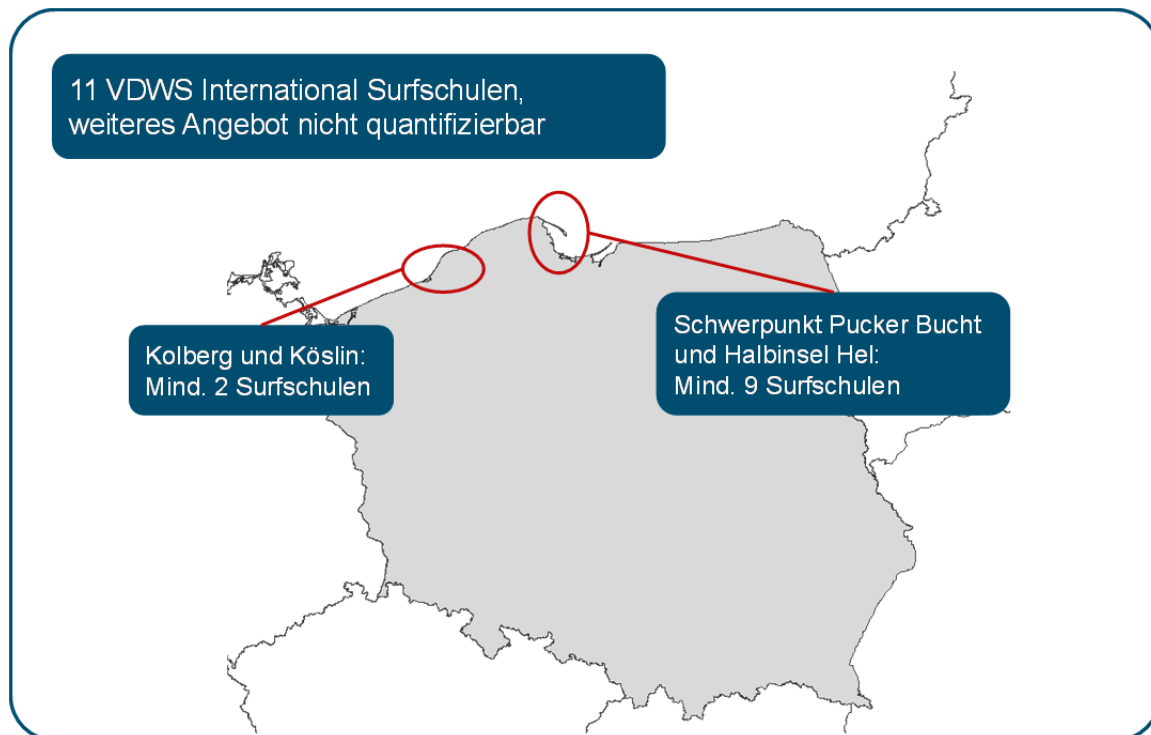 11 VDWS International Surfschulen,
weiteres Angebot nicht quantifizierbar
Kolberg und Köslin:
Mind. 2 Surfschulen
Schwerpunkt Pucker Bucht
und Halbinsel Hel:
Mind. 9 Surfschulen